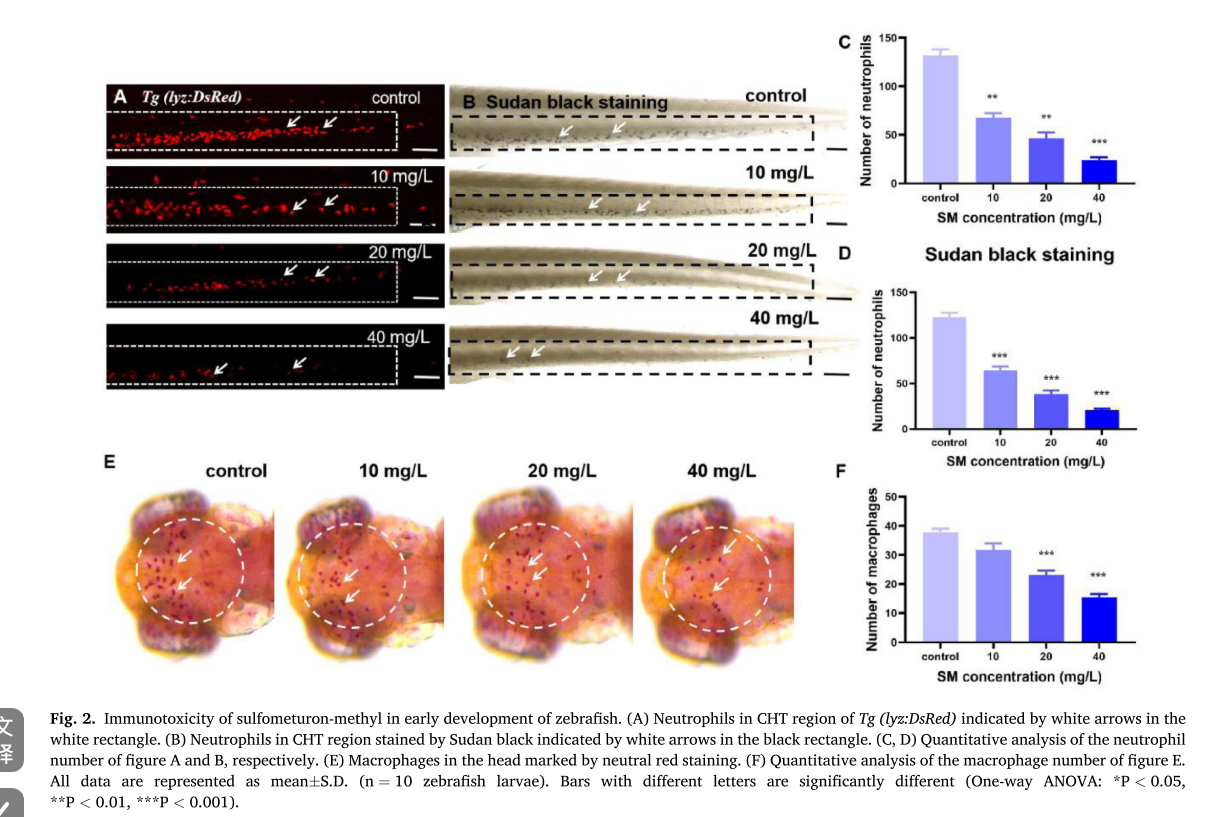 A Tg (lyz:DsRed) control
10 mg/L
20 mg/L
40 mg/L
B Sudan black staining control
10 mg/L
20 mg/L
40 mg/L
C
Number of neutrophils
150
100
50
0
** ** ***
control 10 20 40
SM concentration (mg/L)
D Sudan black staining
Number of neutrophils
150
100
50
0
*** *** ***
control 10 20 40
SM concentration (mg/L)
E control 10 mg/L 20 mg/L 40 mg/L
F
Number of macrophages
50
40
30
20
10
0
*** ***
control 10 20 40
SM concentration (mg/L)
译
Fig. 2. Immunotoxicity of sulfometuron-methyl in early development of zebrafish. (A) Neutrophils in CHT region of Tg (lyz:DsRed) indicated by white arrows in the
white rectangle. (B) Neutrophils in CHT region stained by Sudan black indicated by white arrows in the black rectangle. (C, D) Quantitative analysis of the neutrophil
number of figure A and B, respectively. (E) Macrophages in the head marked by neutral red staining. (F) Quantitative analysis of the macrophage number of figure E.
All data are represented as mean±S.D. (n = 10 zebrafish larvae). Bars with different letters are significantly different (One-way ANOVA: *P < 0.05,
**P < 0.01, ***P < 0.001).